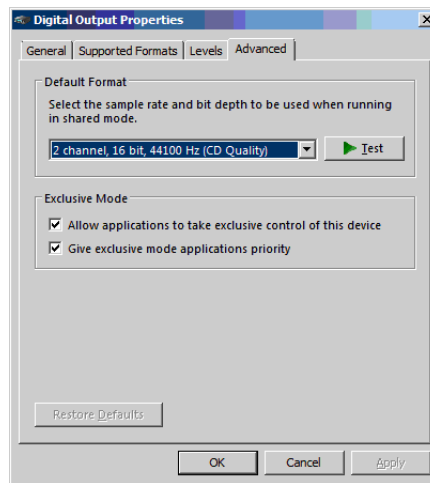 Digital Output Properties
General
Supported Formats
Levels
Advanced
Default Format
Select the sample rate and bit depth to be used when running
in shared mode.
2 channel, 16 bit, 44100 Hz (CD Quality)
Test
Exclusive Mode
Allow applications to take exclusive control of this device
Give exclusive mode applications priority
Restore Defaults
OK
Cancel
Apply